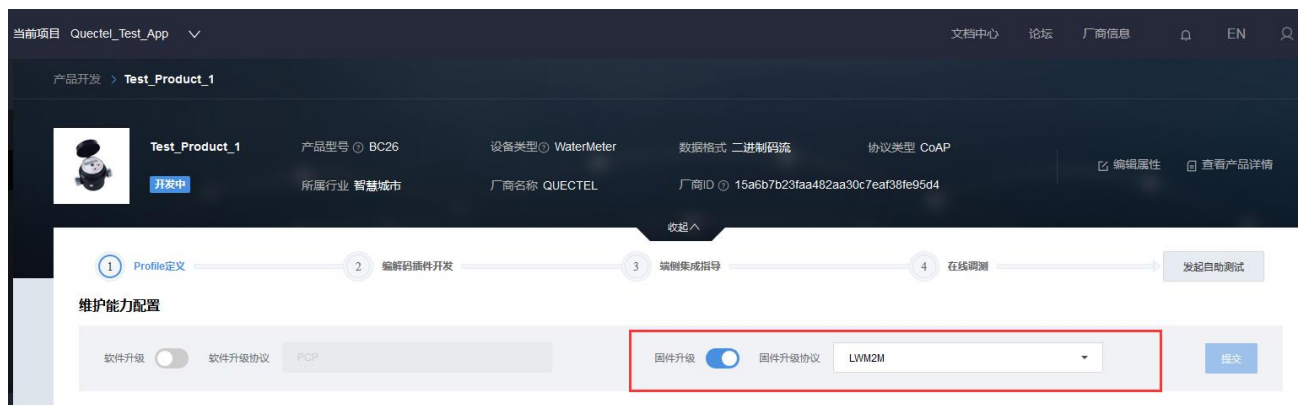 当前项目 Quectel_Test_App 文档中心 论坛 厂商信息 EN
产品开发 > Test_Product_1
Test_Product_1 产品型号 BC26 设备类型 WaterMeter 数据格式 二进制码流 协议类型 CoAP
编辑属性 查看产品详情
开发中 所属行业 智慧城市 厂商名称 QUECTEL 厂商ID 15a6b7b23faa482aa30c7eaf38fe95d4
收起
1 Profile定义 2 编解码插件开发 3 端侧集成指导 4 在线调测 发起自助测试
维护能力配置
软件升级 软件升级协议 PCP 固件升级 固件升级协议 LWM2M 提交